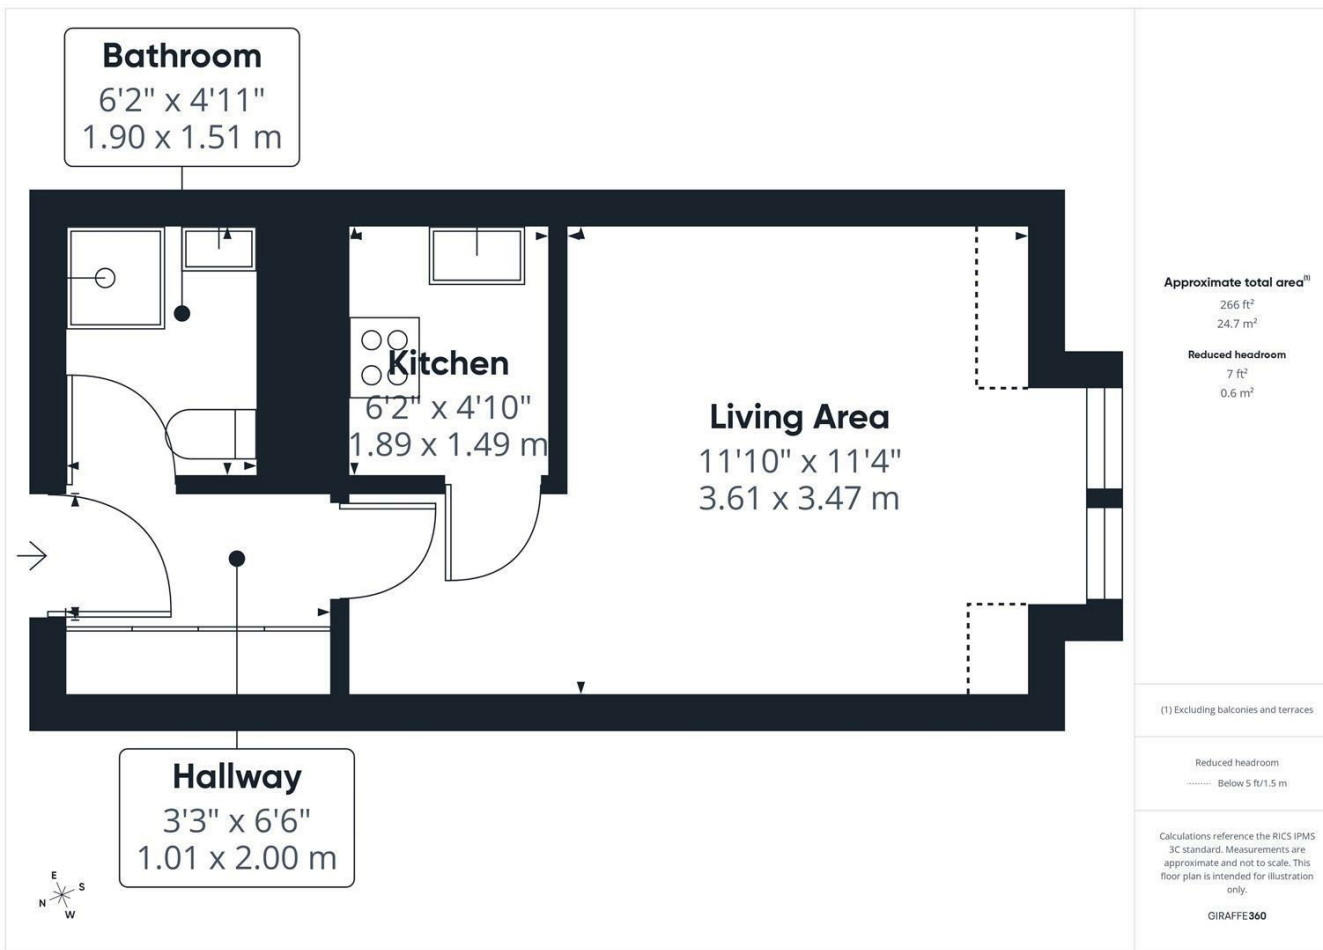 Bathroom
6'2" x 4'11"
1.90 x 1.51 m
Kitchen
6'2" x 4'10"
1.89 x 1.49 m
Living Area
11'10" x 11'4"
3.61 x 3.47 m
Hallway
3'3" x 6'6"
1.01 x 2.00 m
E
S
N
W
Approximate total area(1)
266 ft²
24.7 m²
Reduced headroom
7 ft²
0.6 m²
(1) Excluding balconies and terraces
Reduced headroom
Below 5 ft/1.5 m
Calculations reference the RICS IPMS
3C standard. Measurements are
approximate and not to scale. This
floor plan is intended for illustration
only.
GIRAFFE360